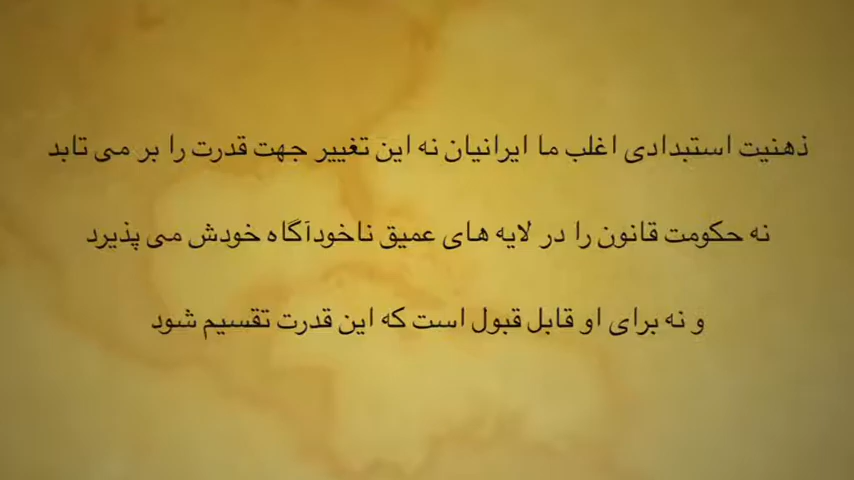 ذهنیت استبدادی اغلب ما ایرانیان نه این تغییر جهت قدرت را بر می تابد
نه حکومت قانون را در لایه های عمیق ناخودآگاه خودش می پذیرد
و نه برای او قابل قبول است که این قدرت تقسیم شود